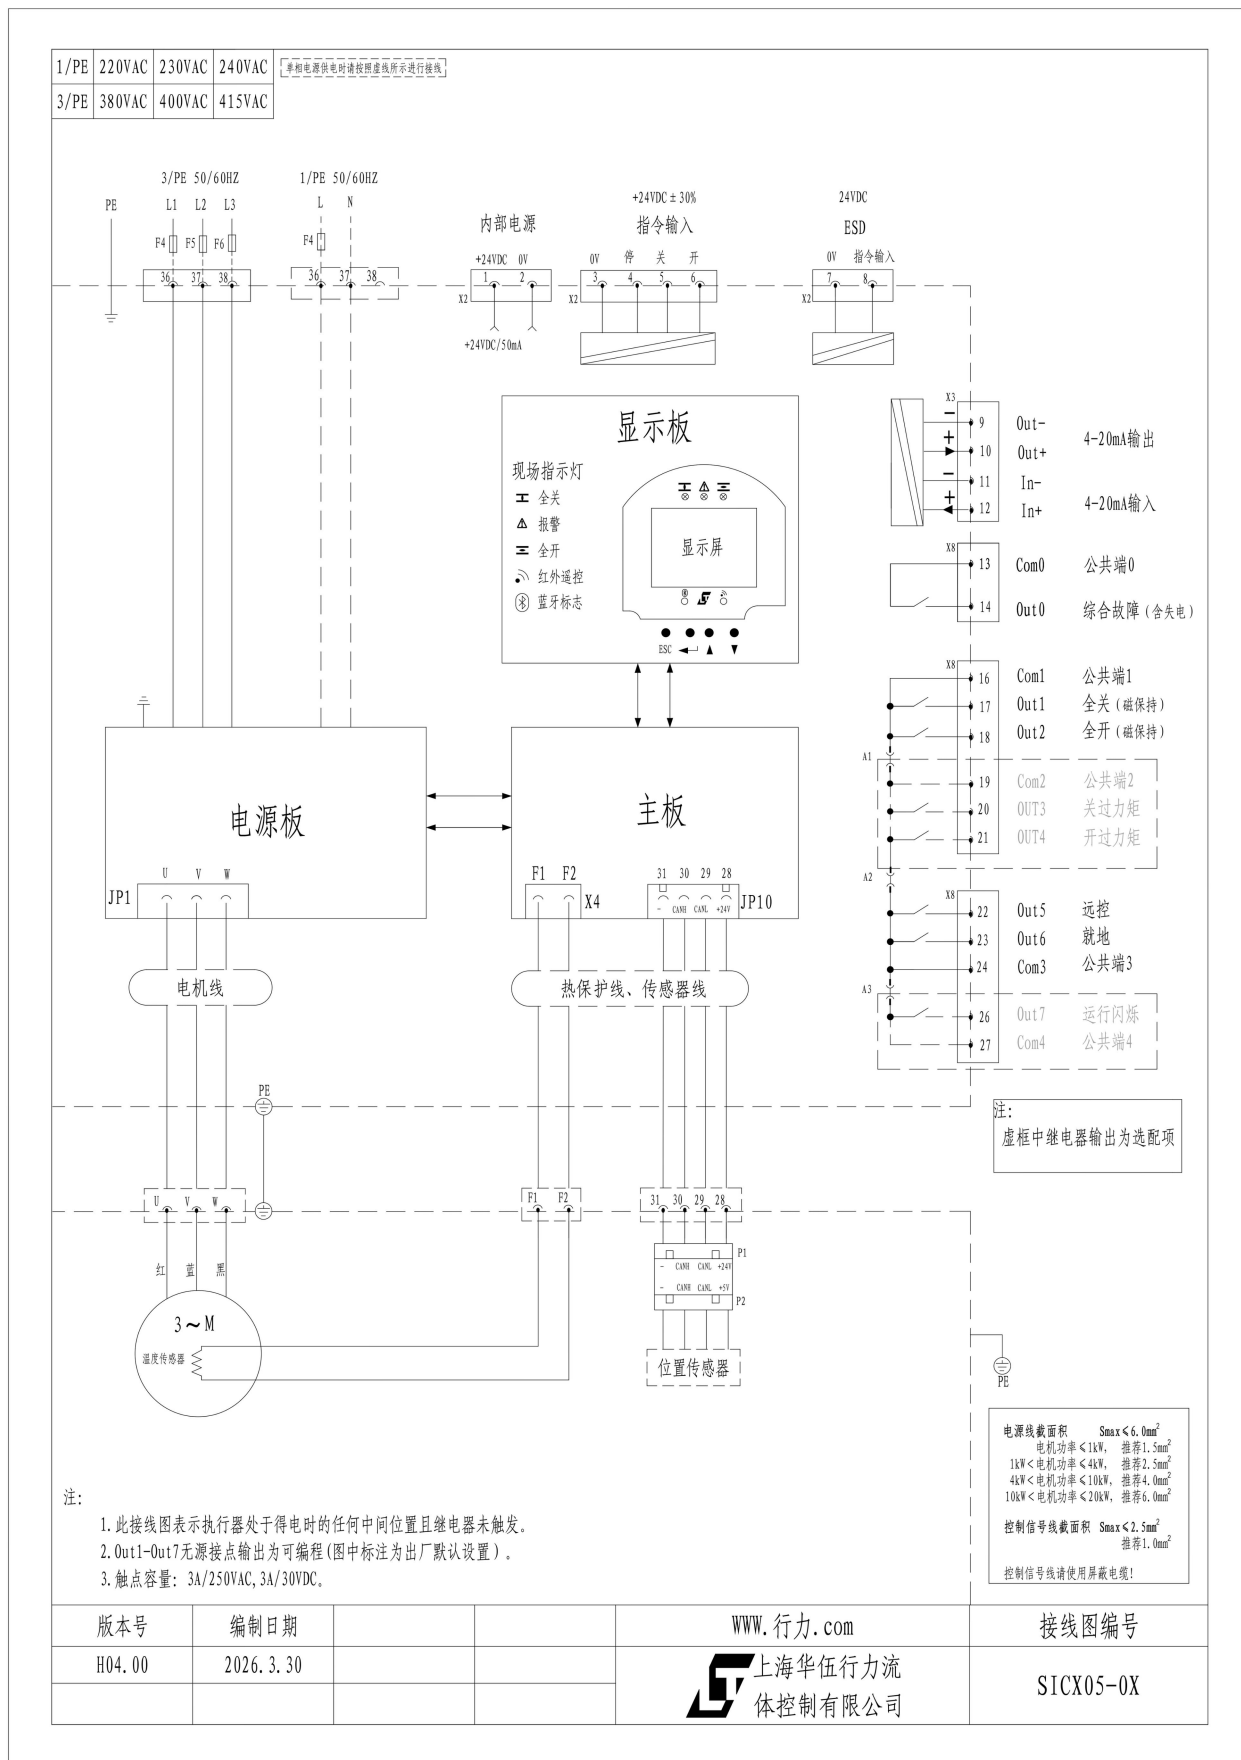 1/PE 220VAC 230VAC 240VAC 单相电源供电时请按照虚线所示进行接线
3/PE 380VAC 400VAC 415VAC
3/PE 50/60HZ 1/PE 50/60HZ
PE L1 L2 L3 L N
F4 F5 F6 F4
36 37 38 36 37 38
内部电源
+24VDC 0V
1 2
X2
+24VDC/50mA
+24VDC±30%
指令输入
0V 停 关 开
3 4 5 6
X2
24VDC
ESD
0V 指令输入
7 8
X2
显示板
现场指示灯
全关
报警
全开
红外遥控
蓝牙标志
显示屏
ESC
X3
- 9 Out-
+ 10 Out+ 4-20mA输出
- 11 In-
+ 12 In+ 4-20mA输入
X8
13 Com0 公共端0
14 Out0 综合故障(含失电)
X8
16 Com1 公共端1
17 Out1 全关(磁保持)
18 Out2 全开(磁保持)
A1
19 Com2 公共端2
20 OUT3 关过力矩
21 OUT4 开过力矩
A2
X8
22 Out5 远控
23 Out6 就地
24 Com3 公共端3
A3
26 Out7 运行闪烁
27 Com4 公共端4
电源板
U V W
JP1
主板
F1 F2
X4
31 30 29 28
- CANH CANL +24V
JP10
电机线
热保护线、传感器线
PE
注:
虚框中继电器输出为选配项
U V W
F1 F2
31 30 29 28
P1
- CANH CANL +24V
- CANH CANL +5V
P2
红 蓝 黑
3~M
温度传感器
位置传感器
PE
电源线截面积 Smax≤6.0mm²
电机功率≤1kW, 推荐1.5mm²
1kW<电机功率≤4kW, 推荐2.5mm²
4kW<电机功率≤10kW, 推荐4.0mm²
10kW<电机功率≤20kW, 推荐6.0mm²
控制信号线截面积 Smax≤2.5mm²
推荐1.0mm²
控制信号线请使用屏蔽电缆!
注:
1.此接线图表示执行器处于得电时的任何中间位置且继电器未触发。
2.Out1-Out7无源接点输出为可编程(图中标注为出厂默认设置)。
3.触点容量: 3A/250VAC,3A/30VDC。
版本号 编制日期 WWW.行力.com 接线图编号
H04.00 2026.3.30 上海华伍行力流
体控制有限公司
SICX05-0X